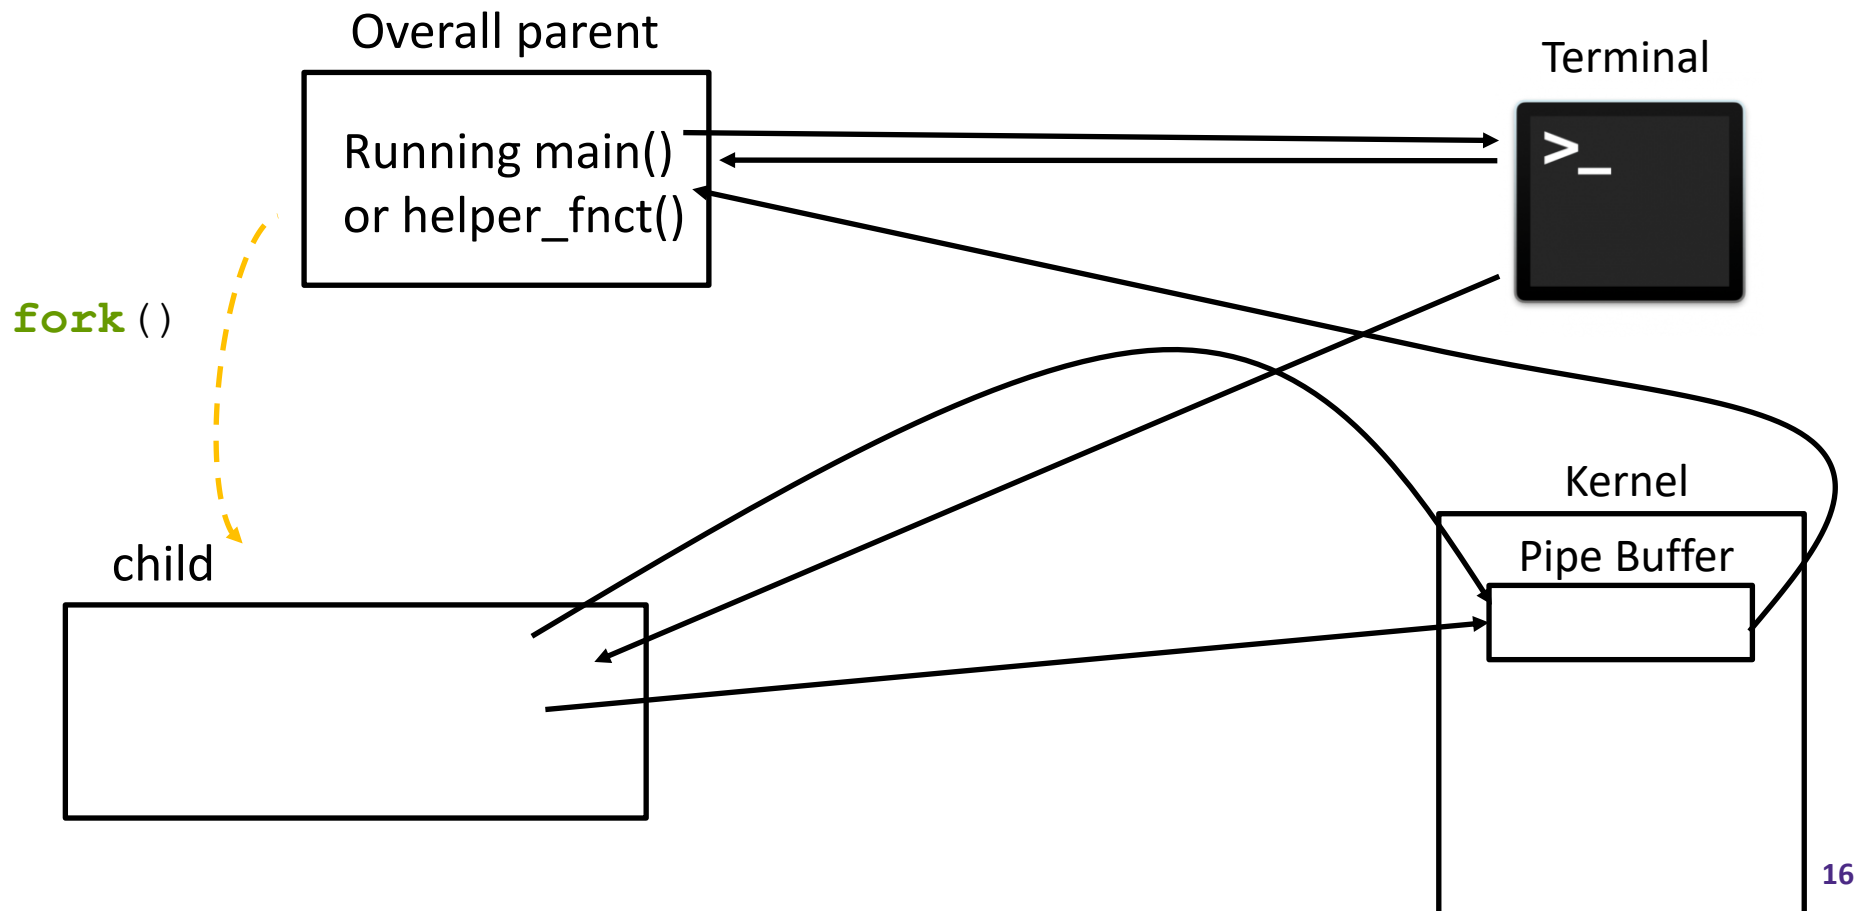 Overall parent
Terminal
>_
Running main()
or helper_fnct()
fork()
Kernel
Pipe Buffer
child
16